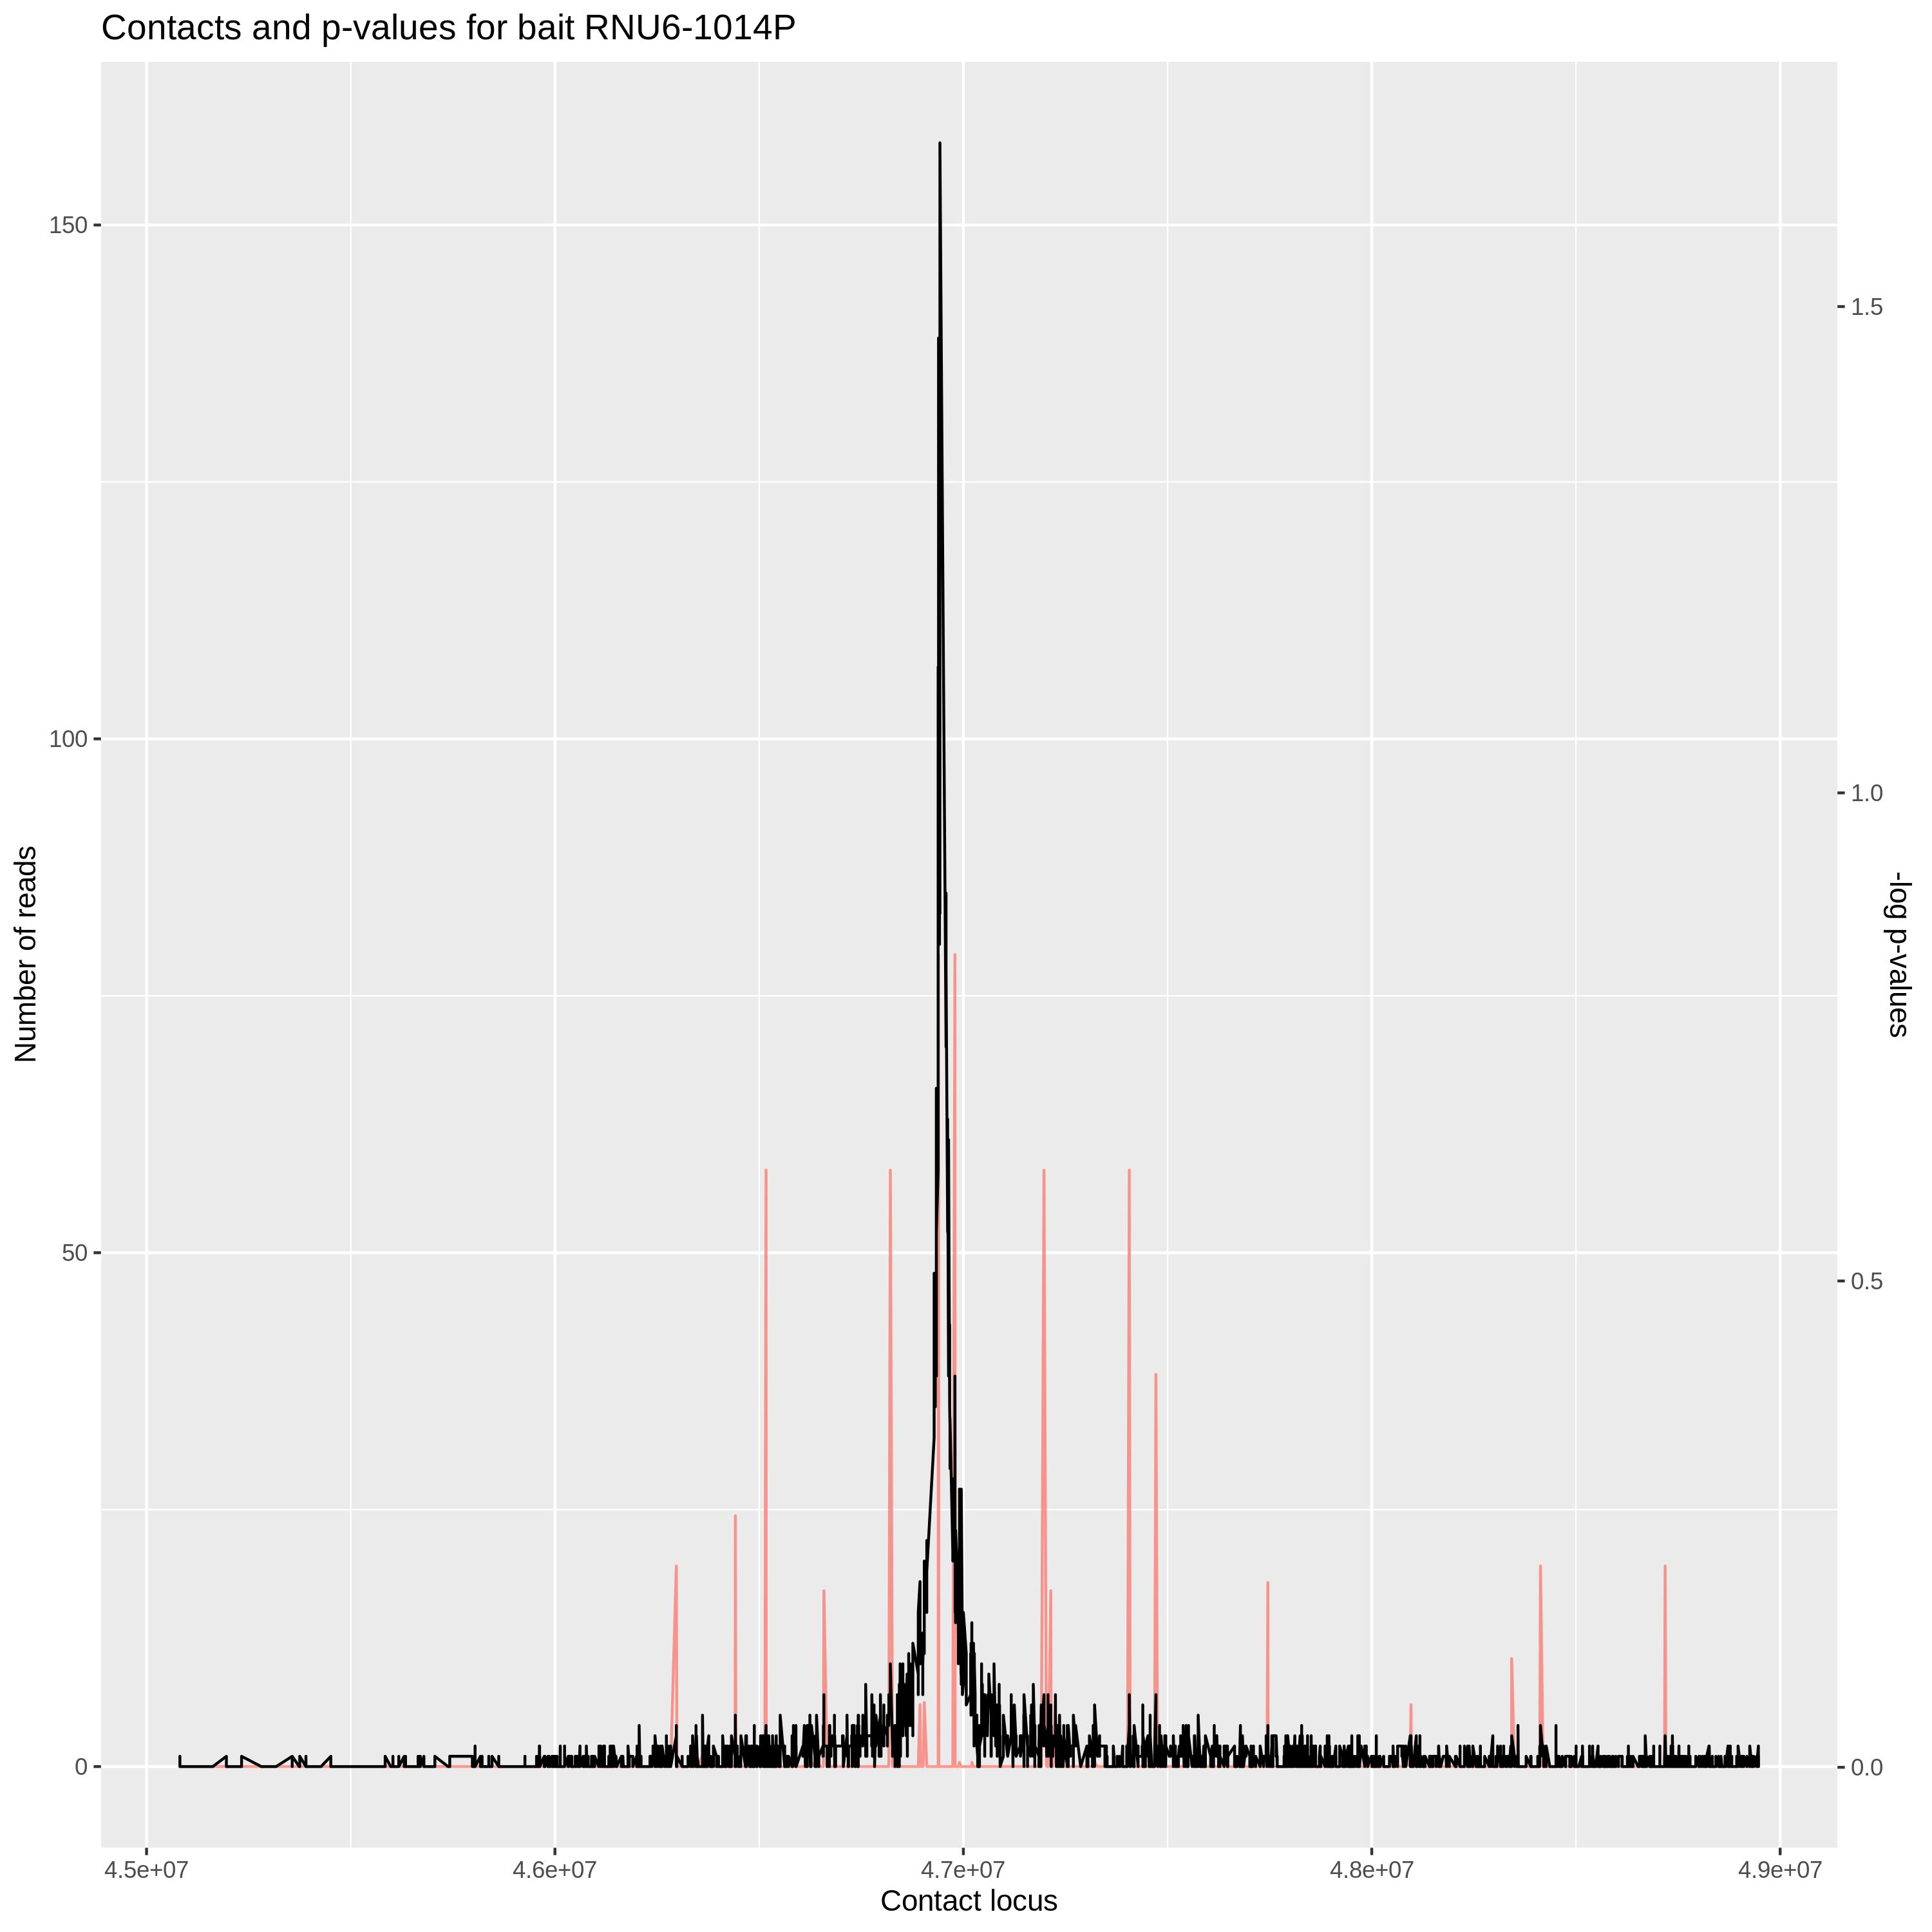 Contacts and p-values for bait RNU6-1014P
Number of reads
150
100
50
0
1.5
1.0
0.5
0.0
-log p-values
4.5e+07
4.6e+07
4.7e+07
4.8e+07
4.9e+07
Contact locus